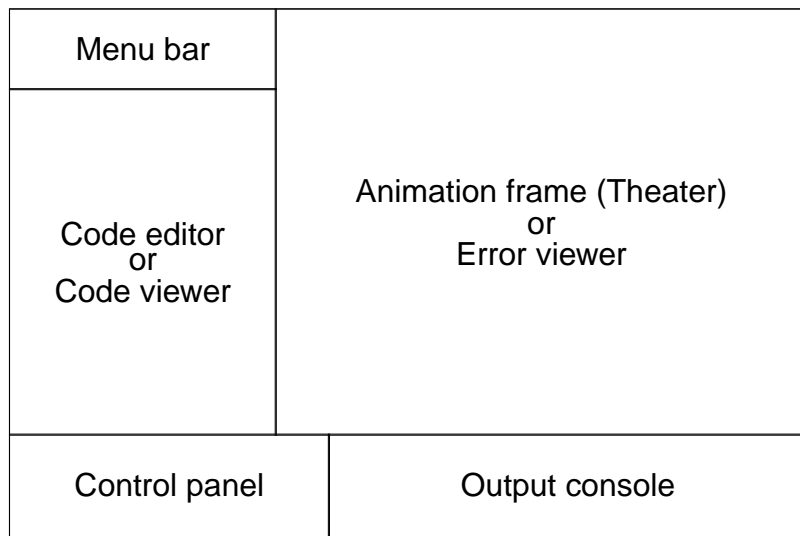 Menu bar
Code editor
or
Code viewer
Animation frame (Theater)
or
Error viewer
Control panel
Output console